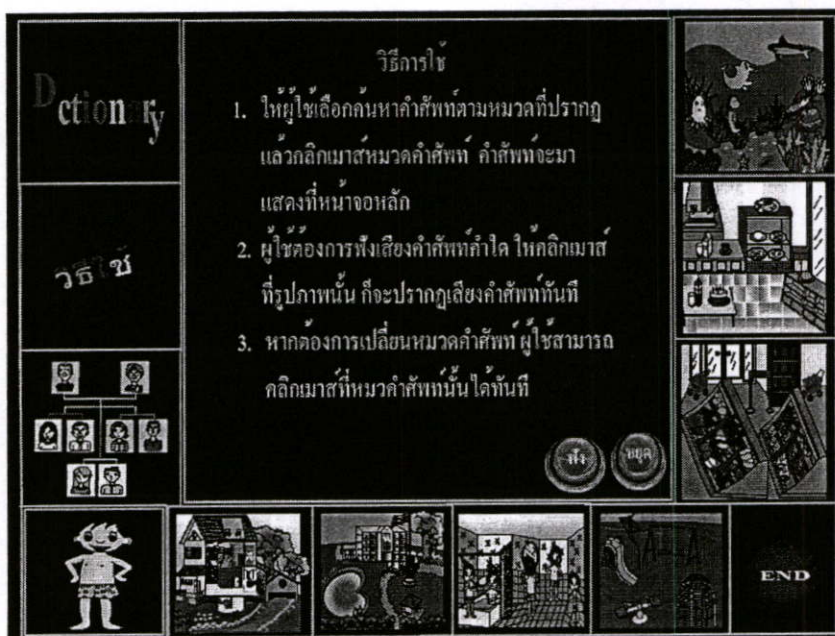 Dctionary
วิธีใช้
วิธีการใช้
1. ให้ผู้ใช้เลือกค้นหาคำศัพท์ตามหมวดที่ปรากฏ
แล้วกลิกเมาส์หมวดคำศัพท์ คำศัพท์จะมา
แสดงที่หน้าจอหลัก
2. ผู้ใช้ต้องการฟังเสียงคำศัพท์คำใด ให้คลิกเมาส์
ที่รูปภาพนั้น ก็จะปรากฏเสียงคำศัพท์ทันที
3. หากต้องการเปลี่ยนหมวดคำศัพท์ ผู้ใช้สามารถ
คลิกเมาส์ที่หมวคำศัพท์นั้นได้ทันที
ฟัง
หยุด
END